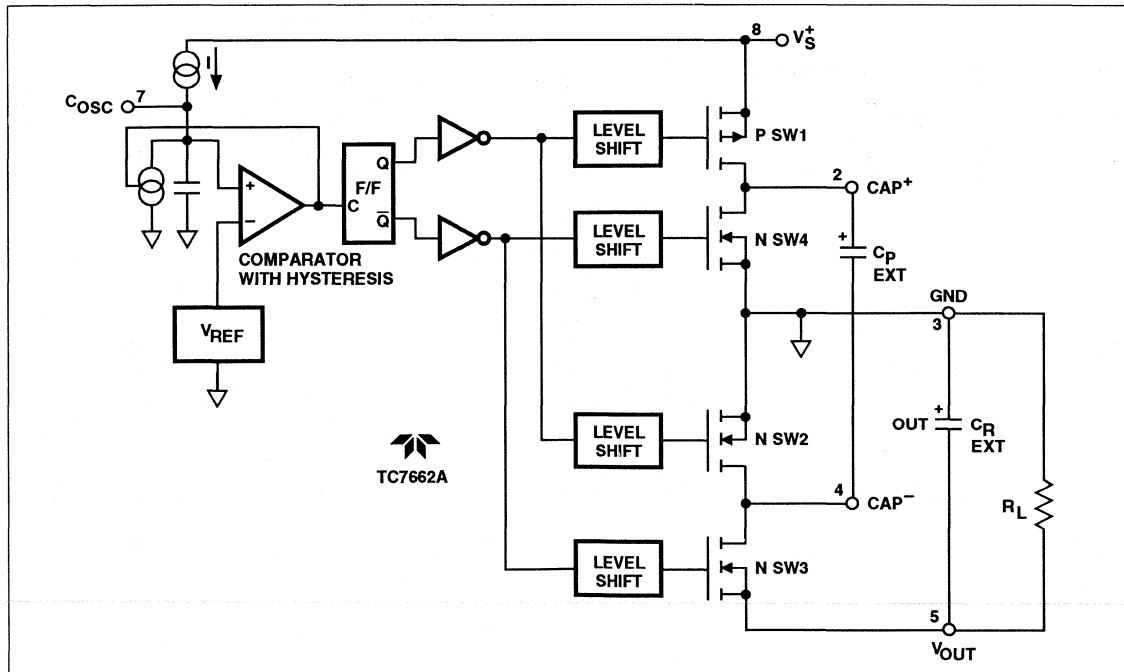 8
V+S
I
7
COSC
LEVEL
SHIFT
P SW1
Q
2
CAP+
+
F/F
C
Q̅
LEVEL
SHIFT
N SW4
−
+
CP
EXT
COMPARATOR
WITH HYSTERESIS
GND
3
VREF
+
OUT
CR
EXT
LEVEL
SHIFT
N SW2
TC7662A
4
CAP−
RL
LEVEL
SHIFT
N SW3
5
VOUT